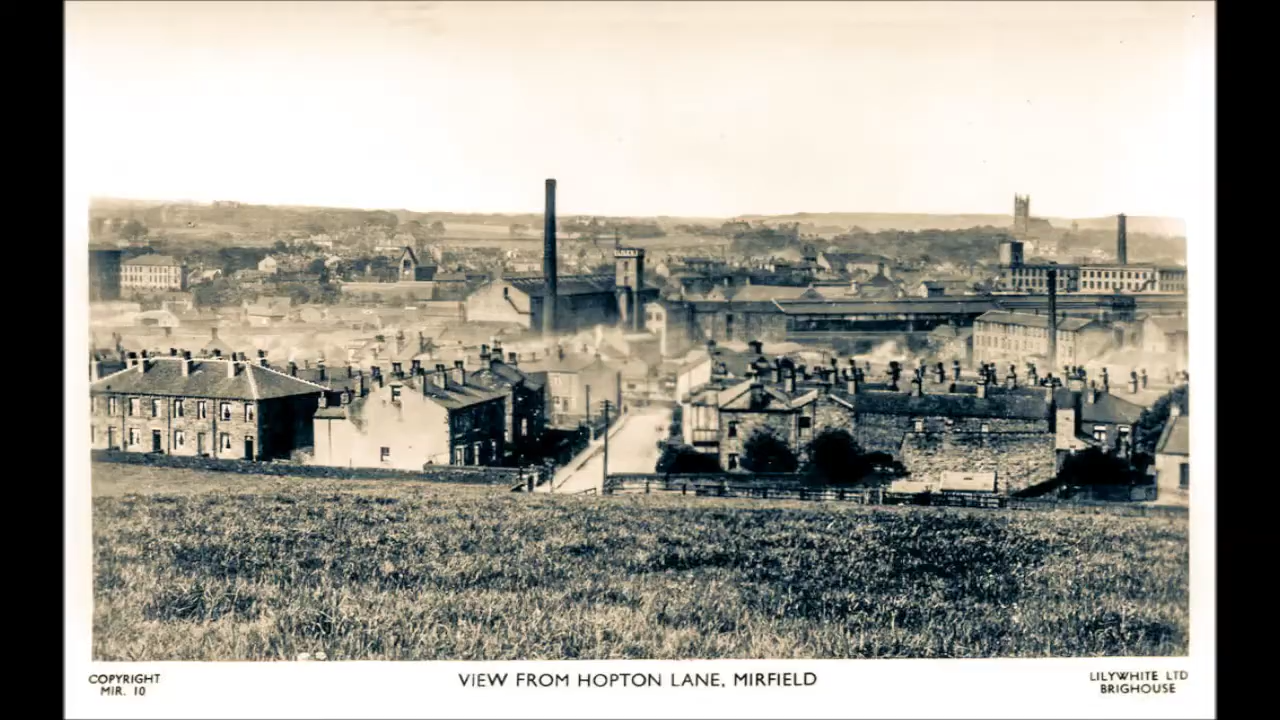 COPYRIGHT
MIR. 10
VIEW FROM HOPTON LANE, MIRFIELD
LILYWHITE LTD
BRIGHOUSE